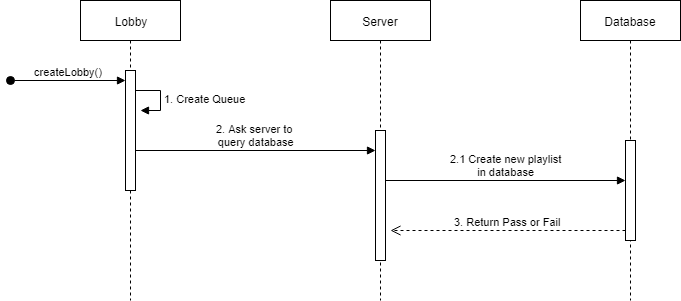 Lobby
Server
Database
createLobby()
1. Create Queue
2. Ask server to
query database
2.1 Create new playlist
in database
3. Return Pass or Fail